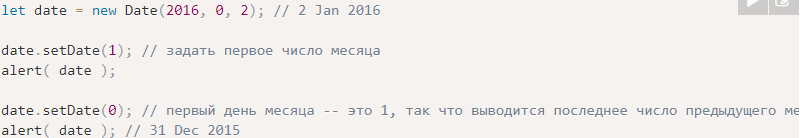 let date = new Date(2016, 0, 2); // 2 Jan 2016
date.setDate(1); // задать первое число месяца
alert( date );
date.setDate(0); // первый день месяца -- это 1, так что выводится последнее число предыдущего ме
alert( date ); // 31 Dec 2015